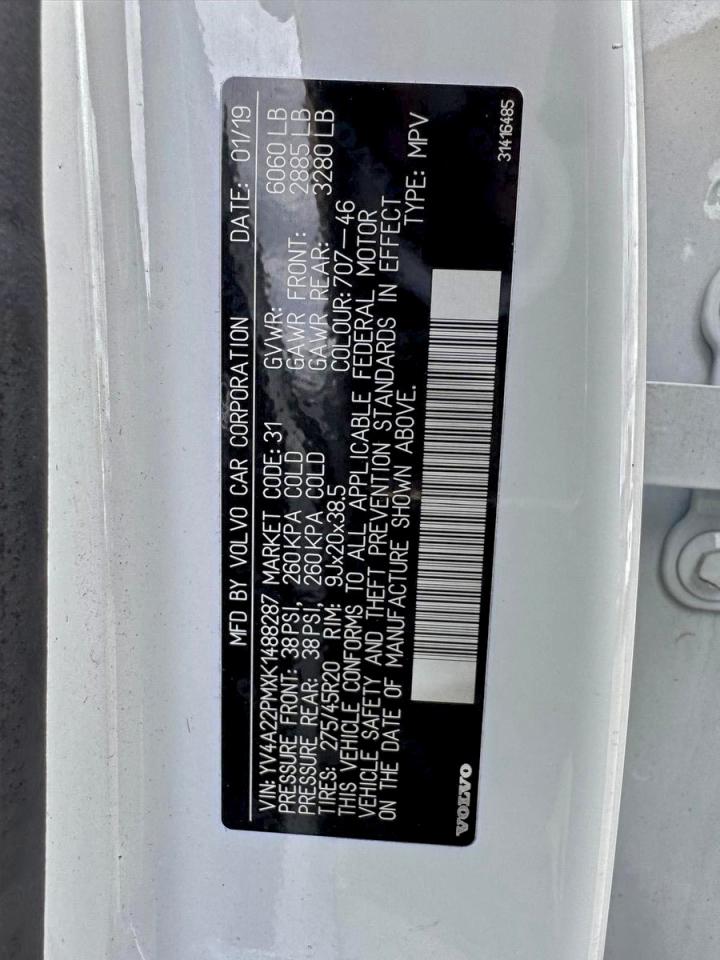 MFD BY VOLVO CAR CORPORATION DATE: 01/19
VIN: YV4A22PMXK1488287 MARKET CODE: 31 GVWR: 6060 LB
PRESSURE FRONT: 38 PSI, 260 KPA COLD GAWR FRONT: 2885 LB
PRESSURE REAR: 38 PSI, 260 KPA COLD GAWR REAR: 3280 LB
TIRES: 275/45R20 RIM: 9Jx20x38.5 COLOUR: 707—46
THIS VEHICLE CONFORMS TO ALL APPLICABLE FEDERAL MOTOR
VEHICLE SAFETY AND THEFT PREVENTION STANDARDS IN EFFECT
ON THE DATE OF MANUFACTURE SHOWN ABOVE. TYPE: MPV
VOLVO 31416485